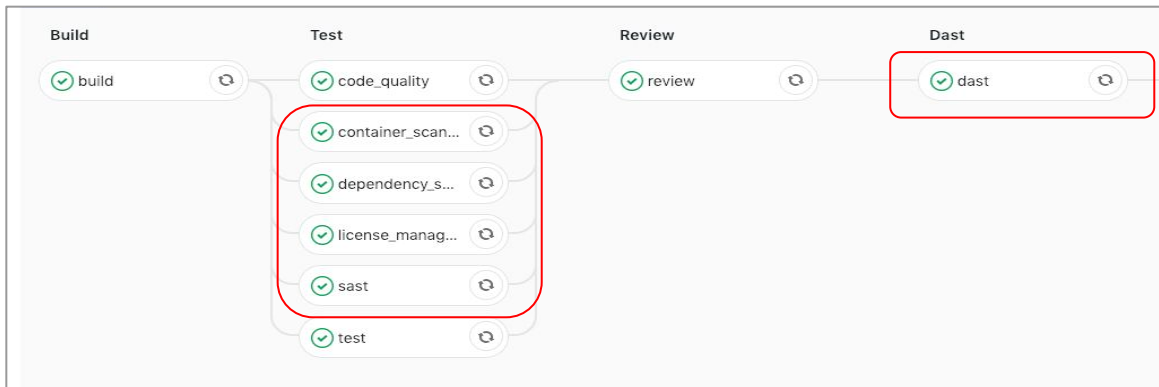 Build
Test
Review
Dast
build
code_quality
review
dast
container_scan...
dependency_s...
license_manag...
sast
test